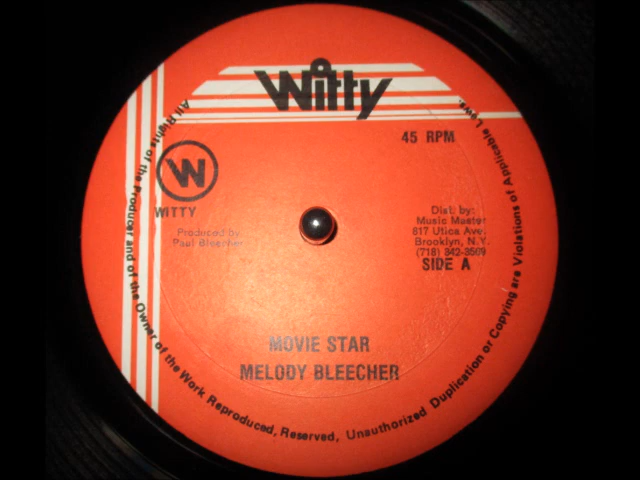 Witty
45 RPM
W
WITTY
Produced by
Paul Bleecher
Dist. by:
Music Master
817 Utica Ave.
Brooklyn, N.Y.
(718) 342-3569
SIDE A
MOVIE STAR
MELODY BLEECHER
All Rights of the Producer and of the Owner of the Work Reproduced, Reserved, Unauthorized Duplication or Copying are Violations of Applicable Laws.